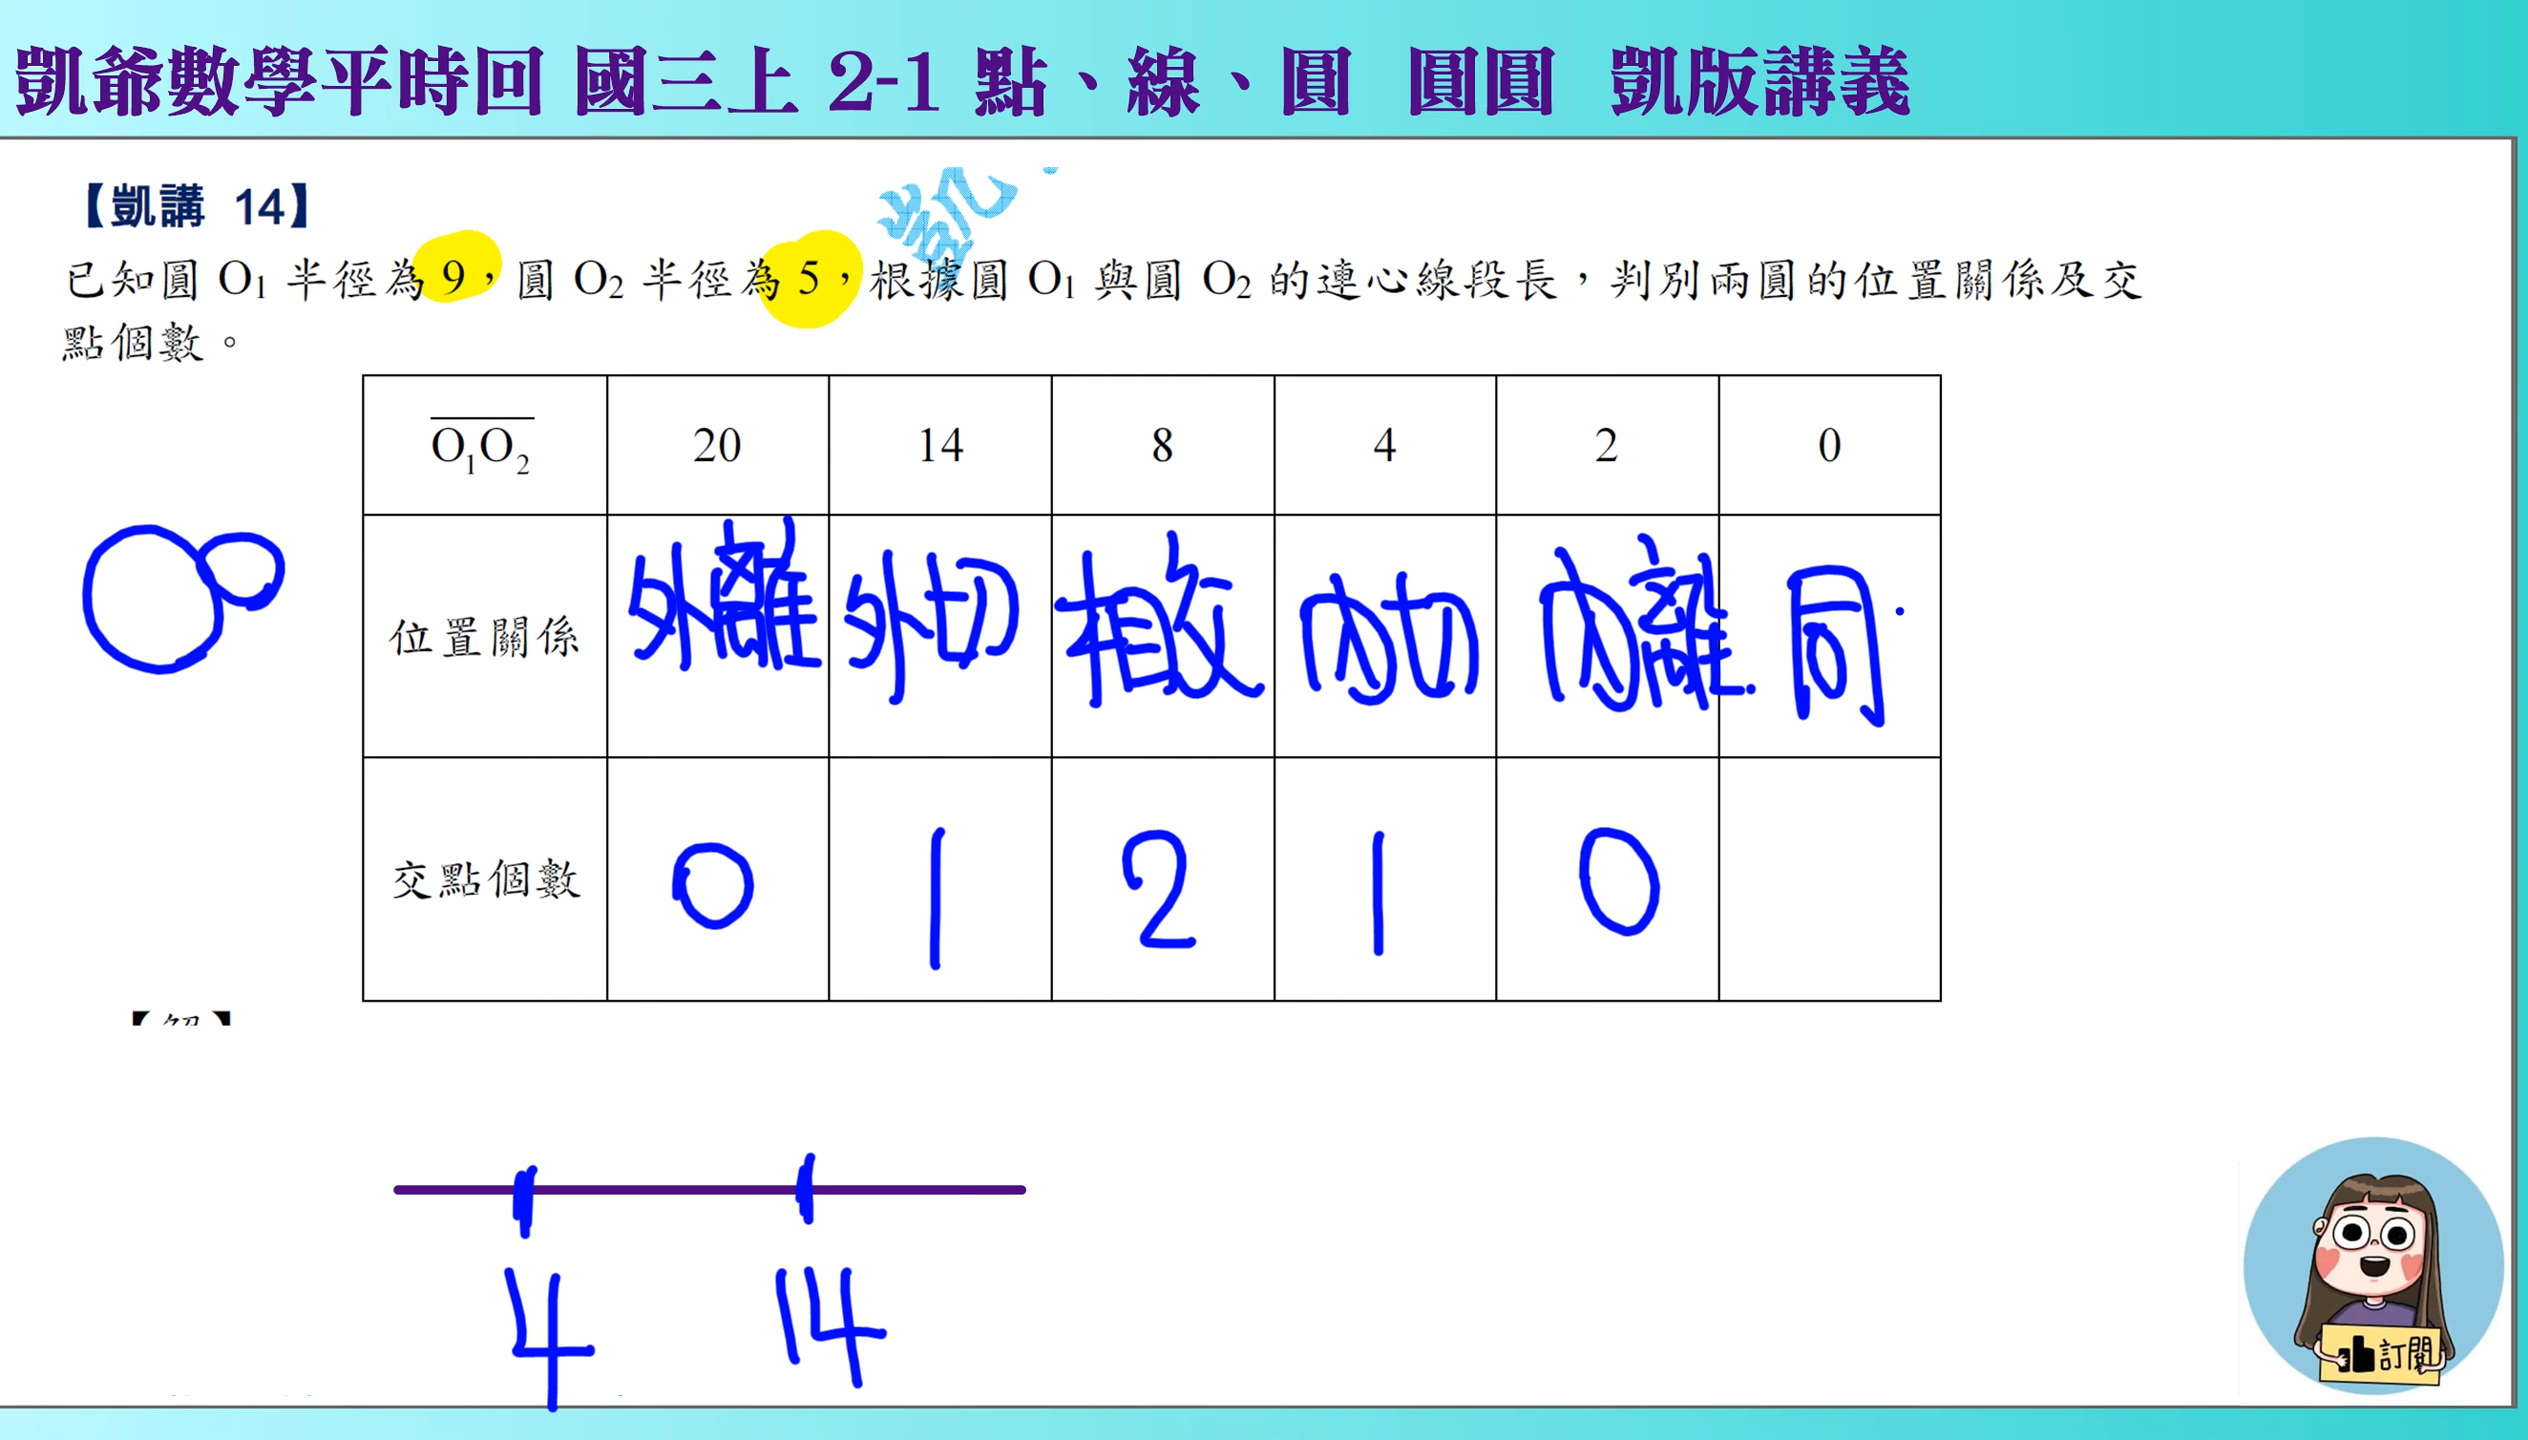 凱爺數學平時回 國三上 2-1 點、線、圓 圓圓 凱版講義
【凱講 14】
已知圓 O₁ 半徑為 9，圓 O₂ 半徑為 5，根據圓 O₁ 與圓 O₂ 的連心線段長，判別兩圓的位置關係及交
點個數。
O₁O₂ 20 14 8 4 2 0
位置關係 外離 外切 相交 內切 內離 同
交點個數 0 1 2 1 0
4 14
訂閱
凱